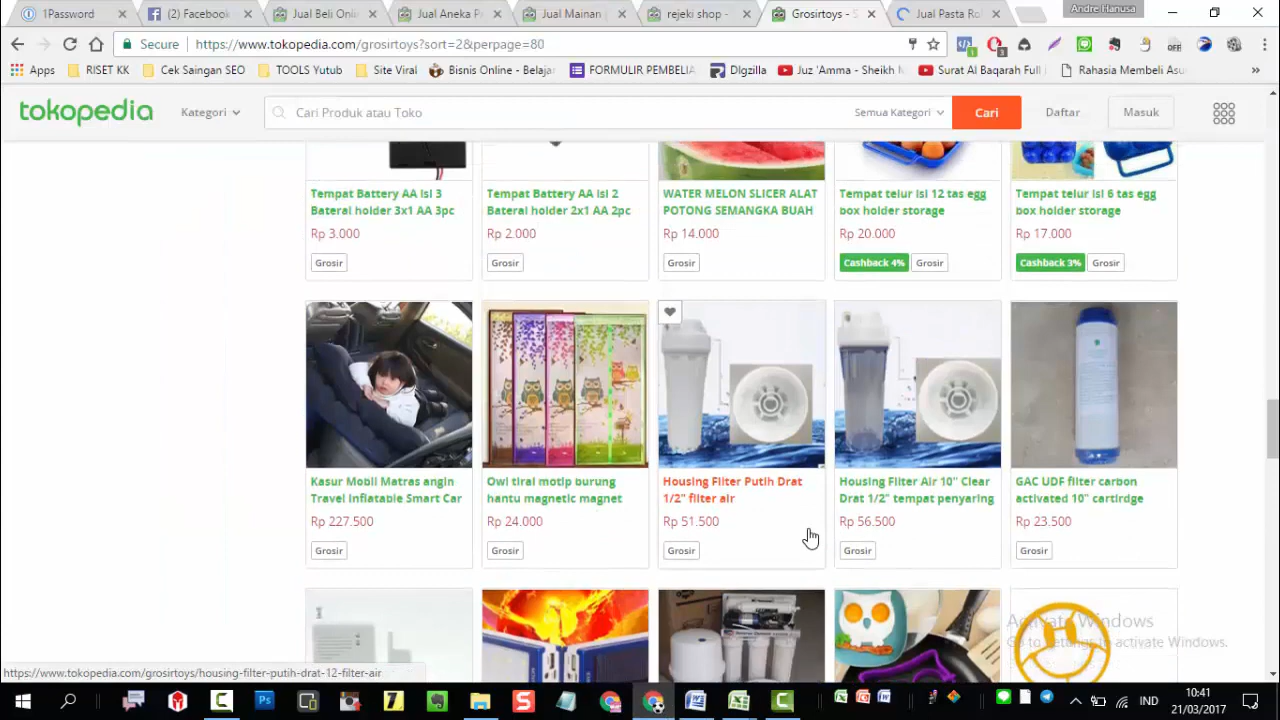 1Password
(2) Facebook
Jual Beli Onli
Jual Aneka P
Jual Mainan
rejeki shop -
Grosirtoys - S
Jual Pasta Rol
Andre Hanusa
Secure
https://www.tokopedia.com/grosirtoys?sort=2&perpage=80
Apps
RISET KK
Cek Saingan SEO
TOOLS Yutub
Site Viral
Bisnis Online - Belajar
FORMULIR PEMBELIA
Dlgzilla
Juz 'Amma - Sheikh
Surat Al Baqarah Full
Rahasia Membeli Asu
tokopedia
Kategori
Cari Produk atau Toko
Semua Kategori
Cari
Daftar
Masuk
Tempat Battery AA isi 3
Baterai holder 3x1 AA 3pc
Rp 3.000
Grosir
Tempat Battery AA isi 2
Baterai holder 2x1 AA 2pc
Rp 2.000
Grosir
WATER MELON SLICER ALAT
POTONG SEMANGKA BUAH
Rp 14.000
Grosir
Tempat telur isi 12 tas egg
box holder storage
Rp 20.000
Cashback 4%
Grosir
Tempat telur isi 6 tas egg
box holder storage
Rp 17.000
Cashback 3%
Grosir
Kasur Mobil Matras angin
Travel Inflatable Smart Car
Rp 227.500
Grosir
Owl tirai motip burung
hantu magnetic magnet
Rp 24.000
Grosir
Housing Filter Putih Drat
1/2" filter air
Rp 51.500
Grosir
Housing Filter Air 10" Clear
Drat 1/2" tempat penyaring
Rp 56.500
Grosir
GAC UDF filter carbon
activated 10" cartirdge
Rp 23.500
Grosir
Activate Windows
Go to Settings to activate Windows.
https://www.tokopedia.com/grosirtoys/housing-filter-putih-drat-12-filter-air
IND
10:41
21/03/2017